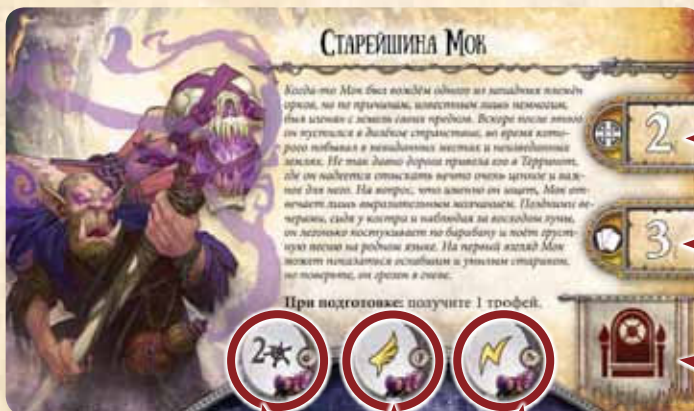 Старейшина Мок
Когда-то Мок был вождём одного из западных племён
орков, но по причинам, известным лишь немногим,
был изгнан с земель своих предков. Вскоре после этого
он пустился в далёкое странствие, во время кото-
рого побывал в невиданных местах и неизведанных
землях. Не так давно дорога привела его в Территот,
где он надеется отыскать нечто очень ценное и важ-
ное для него. На вопрос, что именно он ищет, Мок от-
вечает лишь выразительным молчанием. Поздними ве-
черами, сидя у костра и наблюдая за восходом луны,
он легонько постукивает по барабану и поёт груст-
ную песню на родном языке. На первый взгляд Мок
может показаться ослабшим и унылым стариком,
но поверьте, он грозен в гневе.
При подготовке: получите 1 трофей.
2
3
2